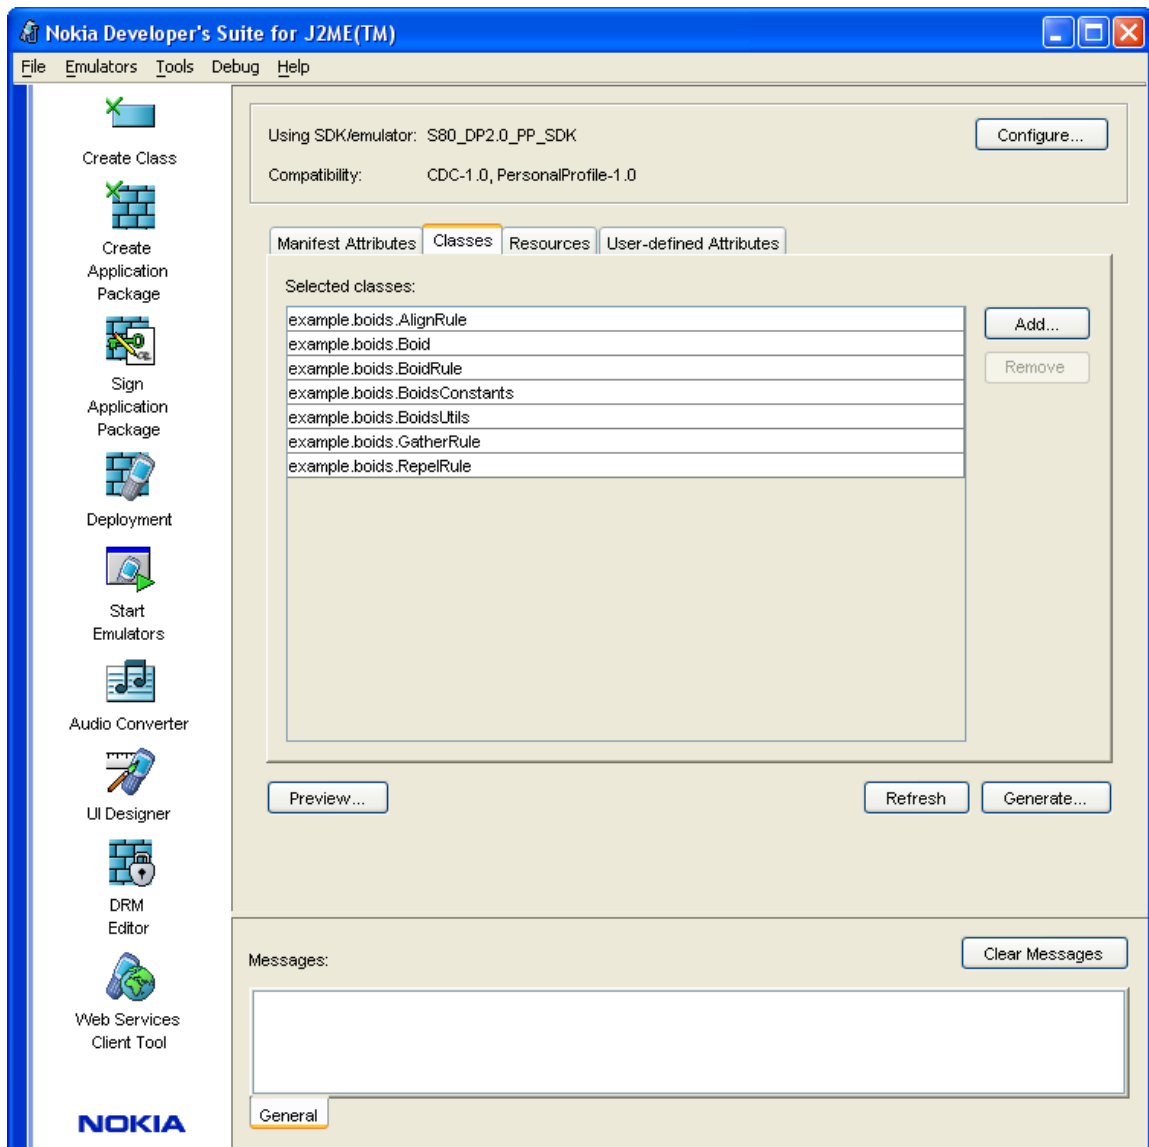 Nokia Developer's Suite for J2ME(TM)
File Emulators Tools Debug Help
Create Class
Create
Application
Package
Sign
Application
Package
Deployment
Start
Emulators
Audio Converter
UI Designer
DRM
Editor
Web Services
Client Tool
NOKIA
Using SDK/emulator: S80_DP2.0_PP_SDK
Configure...
Compatibility: CDC-1.0, PersonalProfile-1.0
Manifest Attributes Classes Resources User-defined Attributes
Selected classes:
example.boids.AlignRule
example.boids.Boid
example.boids.BoidRule
example.boids.BoidsConstants
example.boids.BoidsUtils
example.boids.GatherRule
example.boids.RepelRule
Add...
Remove
Preview... Refresh Generate...
Messages:
Clear Messages
General